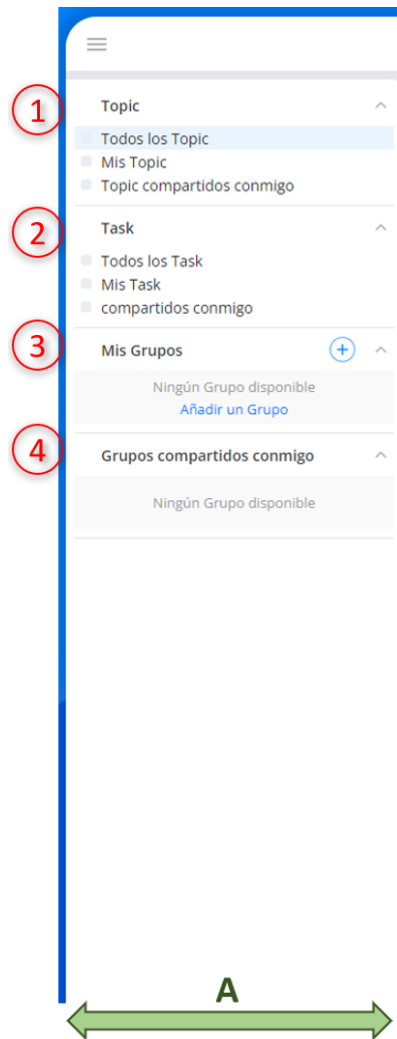 1
Topic
Todos los Topic
Mis Topic
Topic compartidos conmigo
2
Task
Todos los Task
Mis Task
compartidos conmigo
3
Mis Grupos
Ningún Grupo disponible
Añadir un Grupo
4
Grupos compartidos conmigo
Ningún Grupo disponible
A